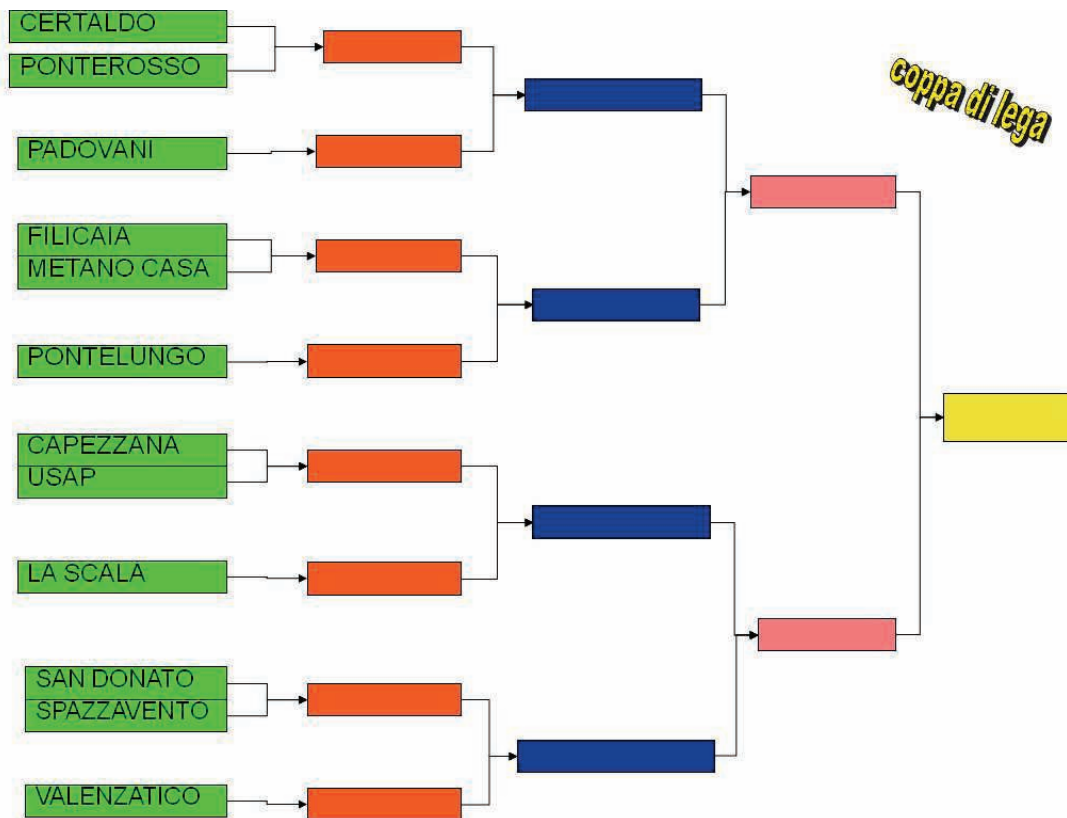 CERTALDO
PONTEROSSO
coppa di lega
PADOVANI
FILICAIA
METANO CASA
PONTELUNGO
CAPEZZANA
USAP
LA SCALA
SAN DONATO
SPAZZAVENTO
VALENZATICO